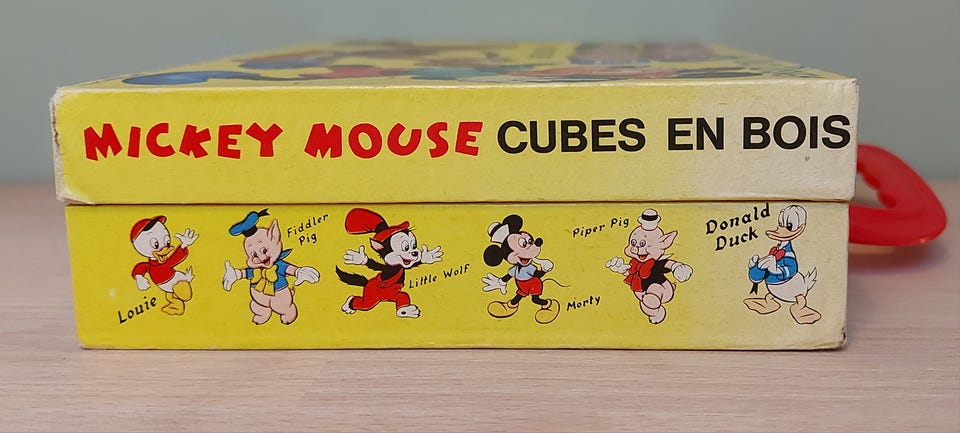 MICKEY MOUSE CUBES EN BOIS
Louie
Fiddler
Pig
Little Wolf
Morty
Piper Pig
Donald
Duck